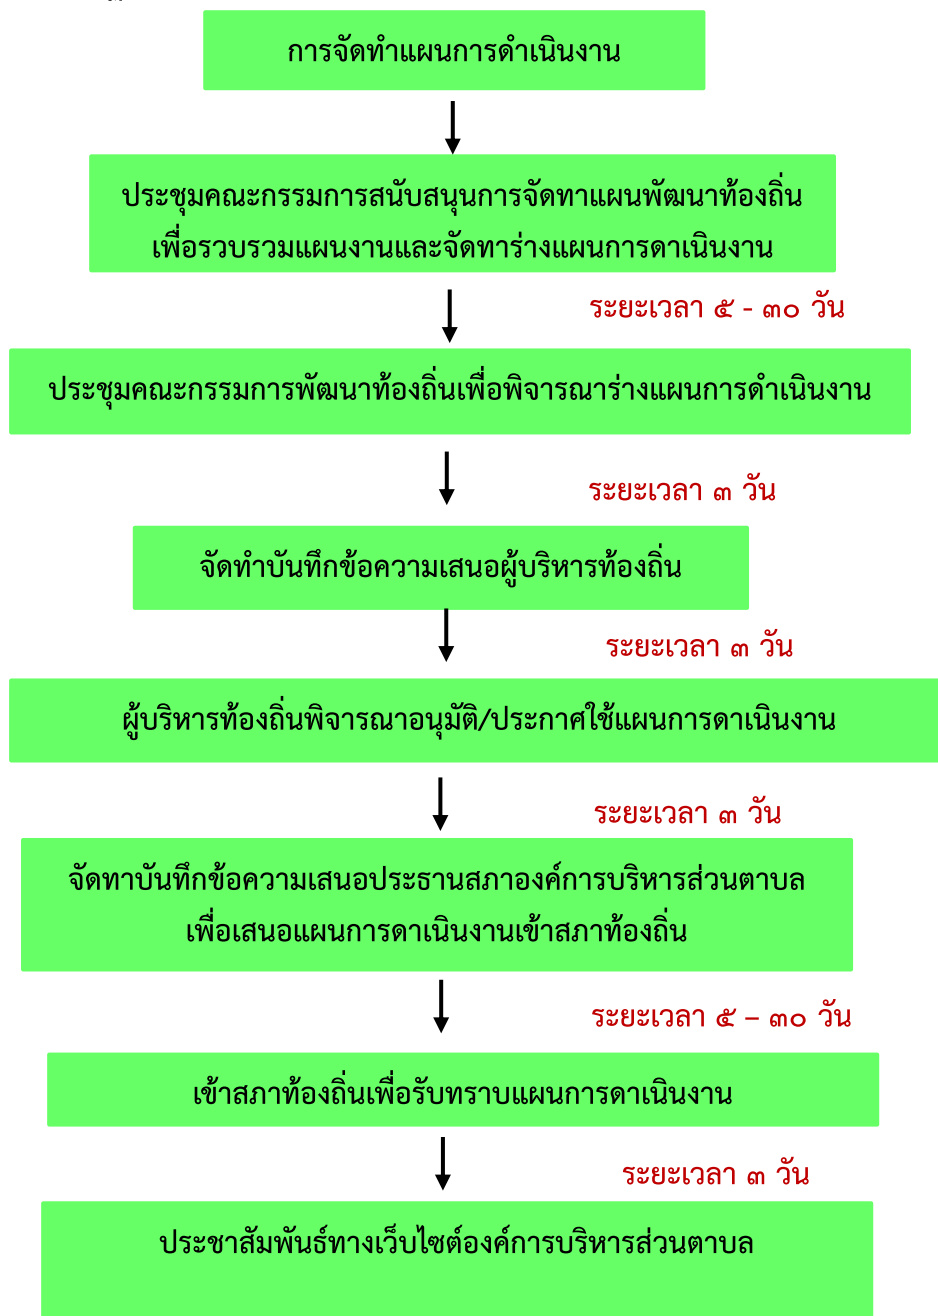 การจัดทำแผนการดำเนินงาน
ประชุมคณะกรรมการสนับสนุนการจัดทาแผนพัฒนาท้องถิ่น
เพื่อรวบรวมแผนงานและจัดทาร่างแผนการดาเนินงาน
ระยะเวลา ๕ - ๓๐ วัน
ประชุมคณะกรรมการพัฒนาท้องถิ่นเพื่อพิจารณาร่างแผนการดำเนินงาน
ระยะเวลา ๓ วัน
จัดทำบันทึกข้อความเสนอผู้บริหารท้องถิ่น
ระยะเวลา ๓ วัน
ผู้บริหารท้องถิ่นพิจารณาอนุมัติ/ประกาศใช้แผนการดาเนินงาน
ระยะเวลา ๓ วัน
จัดทาบันทึกข้อความเสนอประธานสภาองค์การบริหารส่วนตาบล
เพื่อเสนอแผนการดาเนินงานเข้าสภาท้องถิ่น
ระยะเวลา ๕ – ๓๐ วัน
เข้าสภาท้องถิ่นเพื่อรับทราบแผนการดาเนินงาน
ระยะเวลา ๓ วัน
ประชาสัมพันธ์ทางเว็บไซต์องค์การบริหารส่วนตาบล